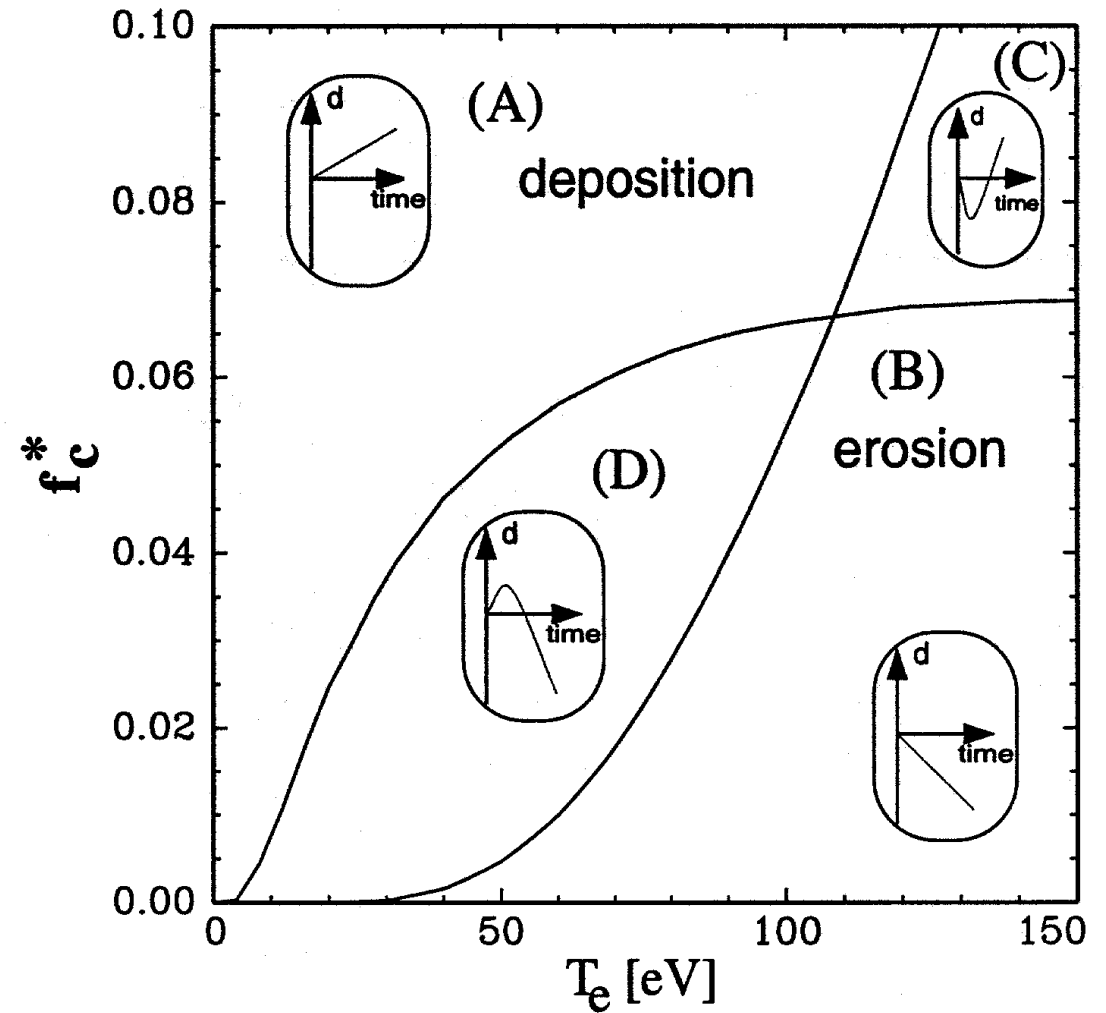 0.10
(C)
d
(A)
d
deposition
time
time
0.08
0.06
(B)
erosion
f*c
(D)
d
0.04
time
d
0.02
time
0.00
0
50
100
150
Te [eV]